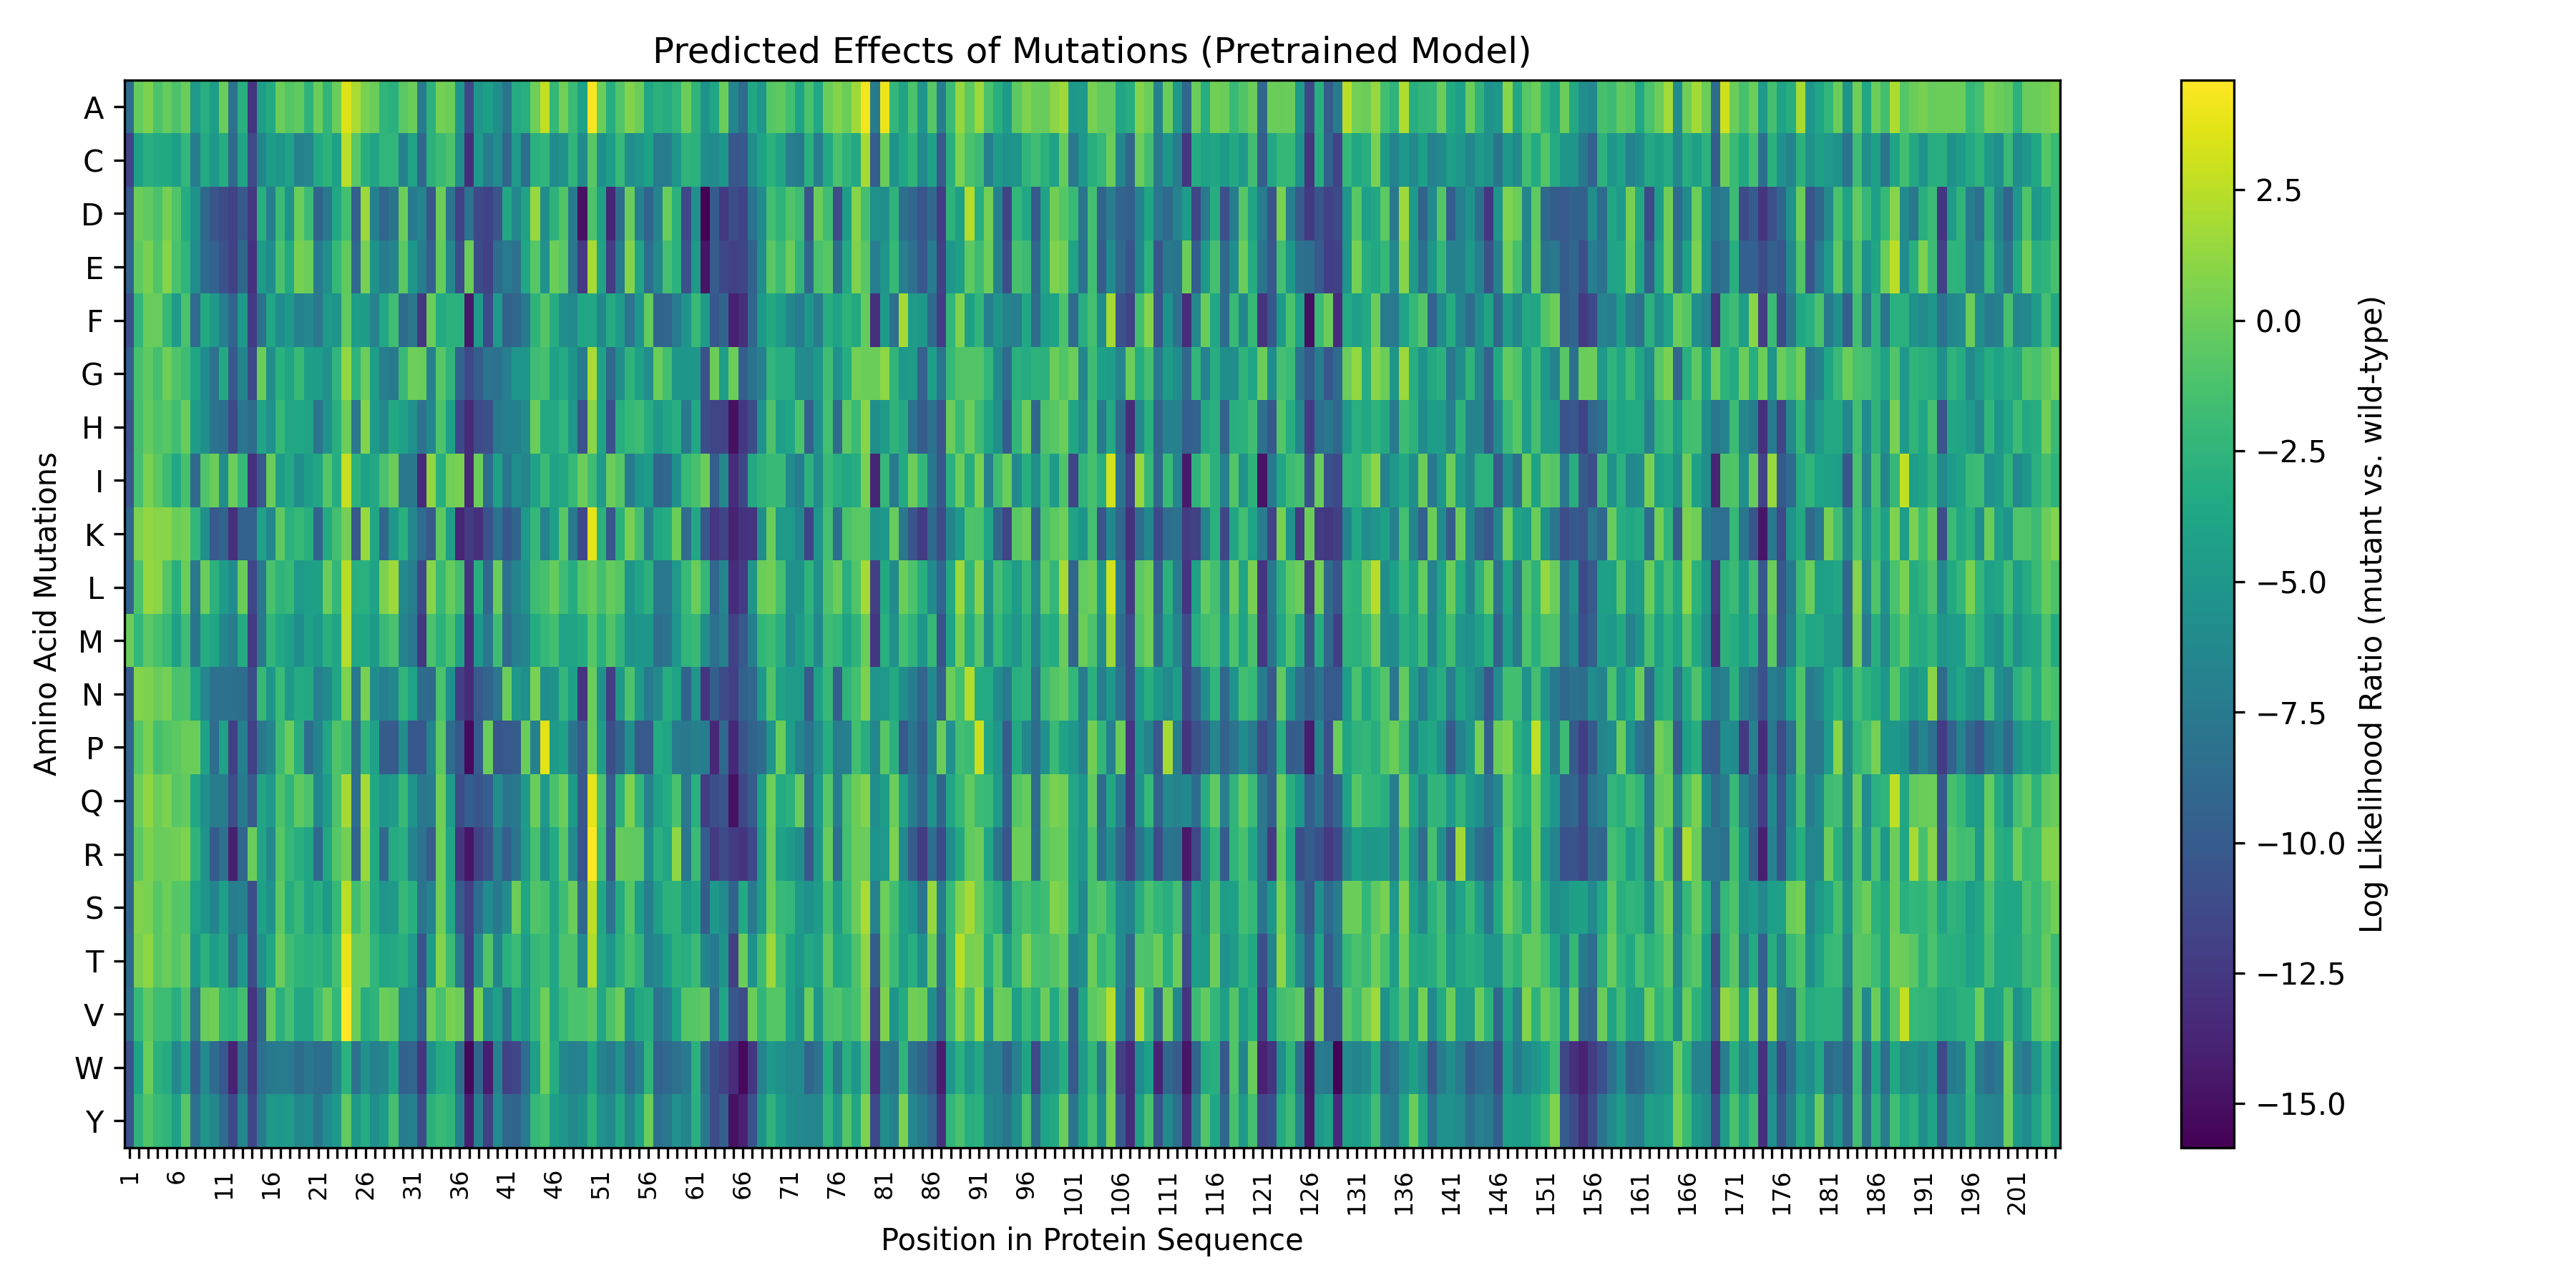 Predicted Effects of Mutations (Pretrained Model)
Amino Acid Mutations
A
C
D
E
F
G
H
I
K
L
M
N
P
Q
R
S
T
V
W
Y
1 6 11 16 21 26 31 36 41 46 51 56 61 66 71 76 81 86 91 96 101 106 111 116 121 126 131 136 141 146 151 156 161 166 171 176 181 186 191 196 201
Position in Protein Sequence
2.5
0.0
−2.5
−5.0
−7.5
−10.0
−12.5
−15.0
Log Likelihood Ratio (mutant vs. wild-type)